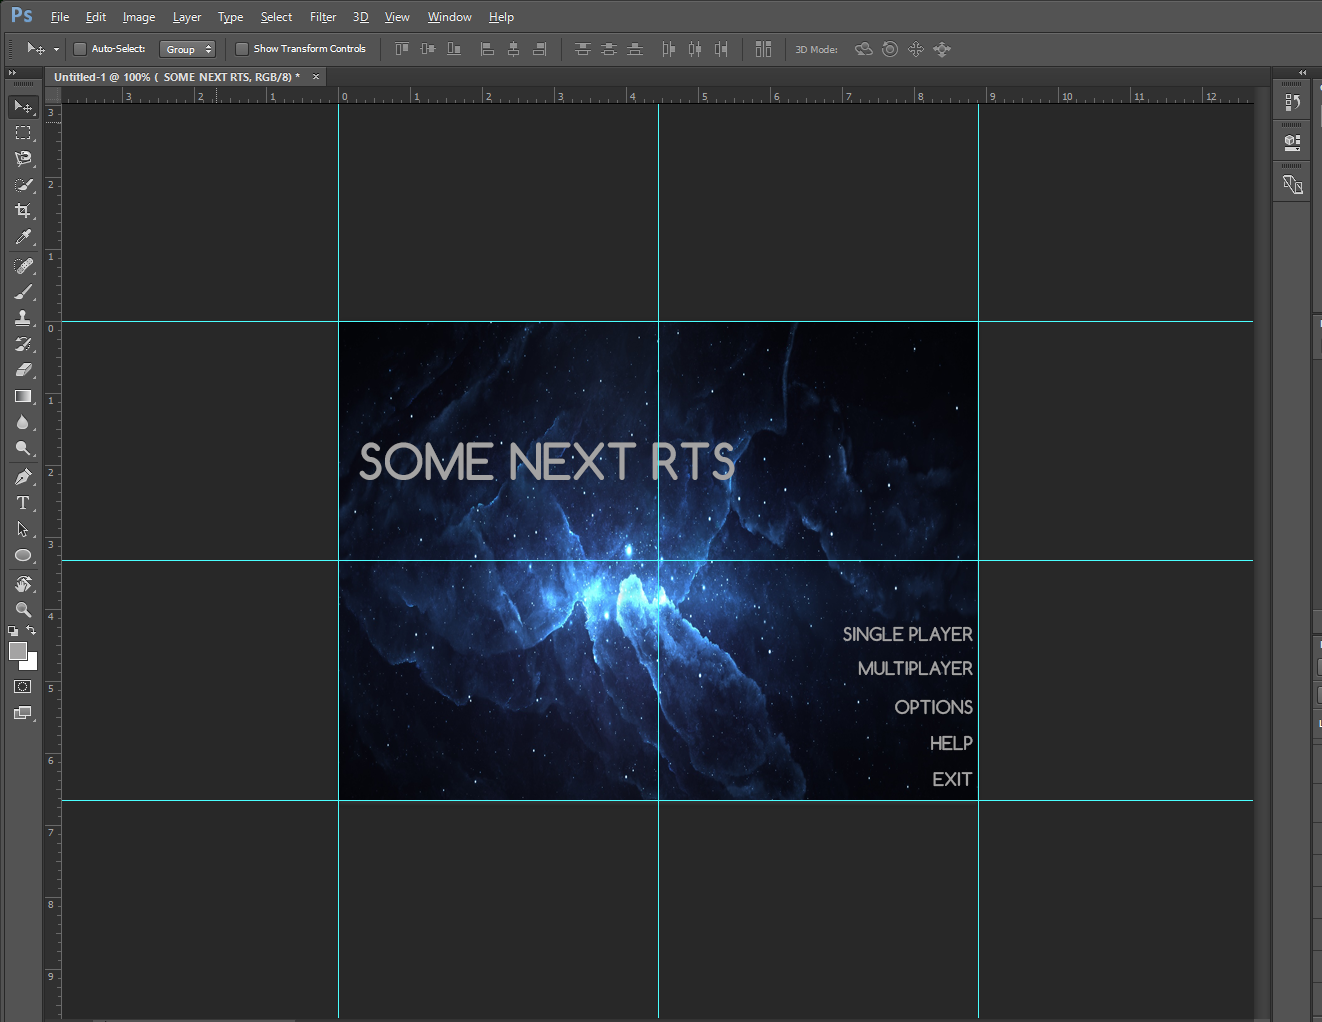 Ps File Edit Image Layer Type Select Filter 3D View Window Help
Auto-Select: Group Show Transform Controls 3D Mode:
Untitled-1 @ 100% ( SOME NEXT RTS, RGB/8) * ×
3 2 1 0 1 2 3 4 5 6 7 8 9 10 11 12
3
2
1
0
1
SOME NEXT RTS
2
3
4
SINGLE PLAYER
MULTIPLAYER
5
OPTIONS
HELP
6
EXIT
7
8
9
T